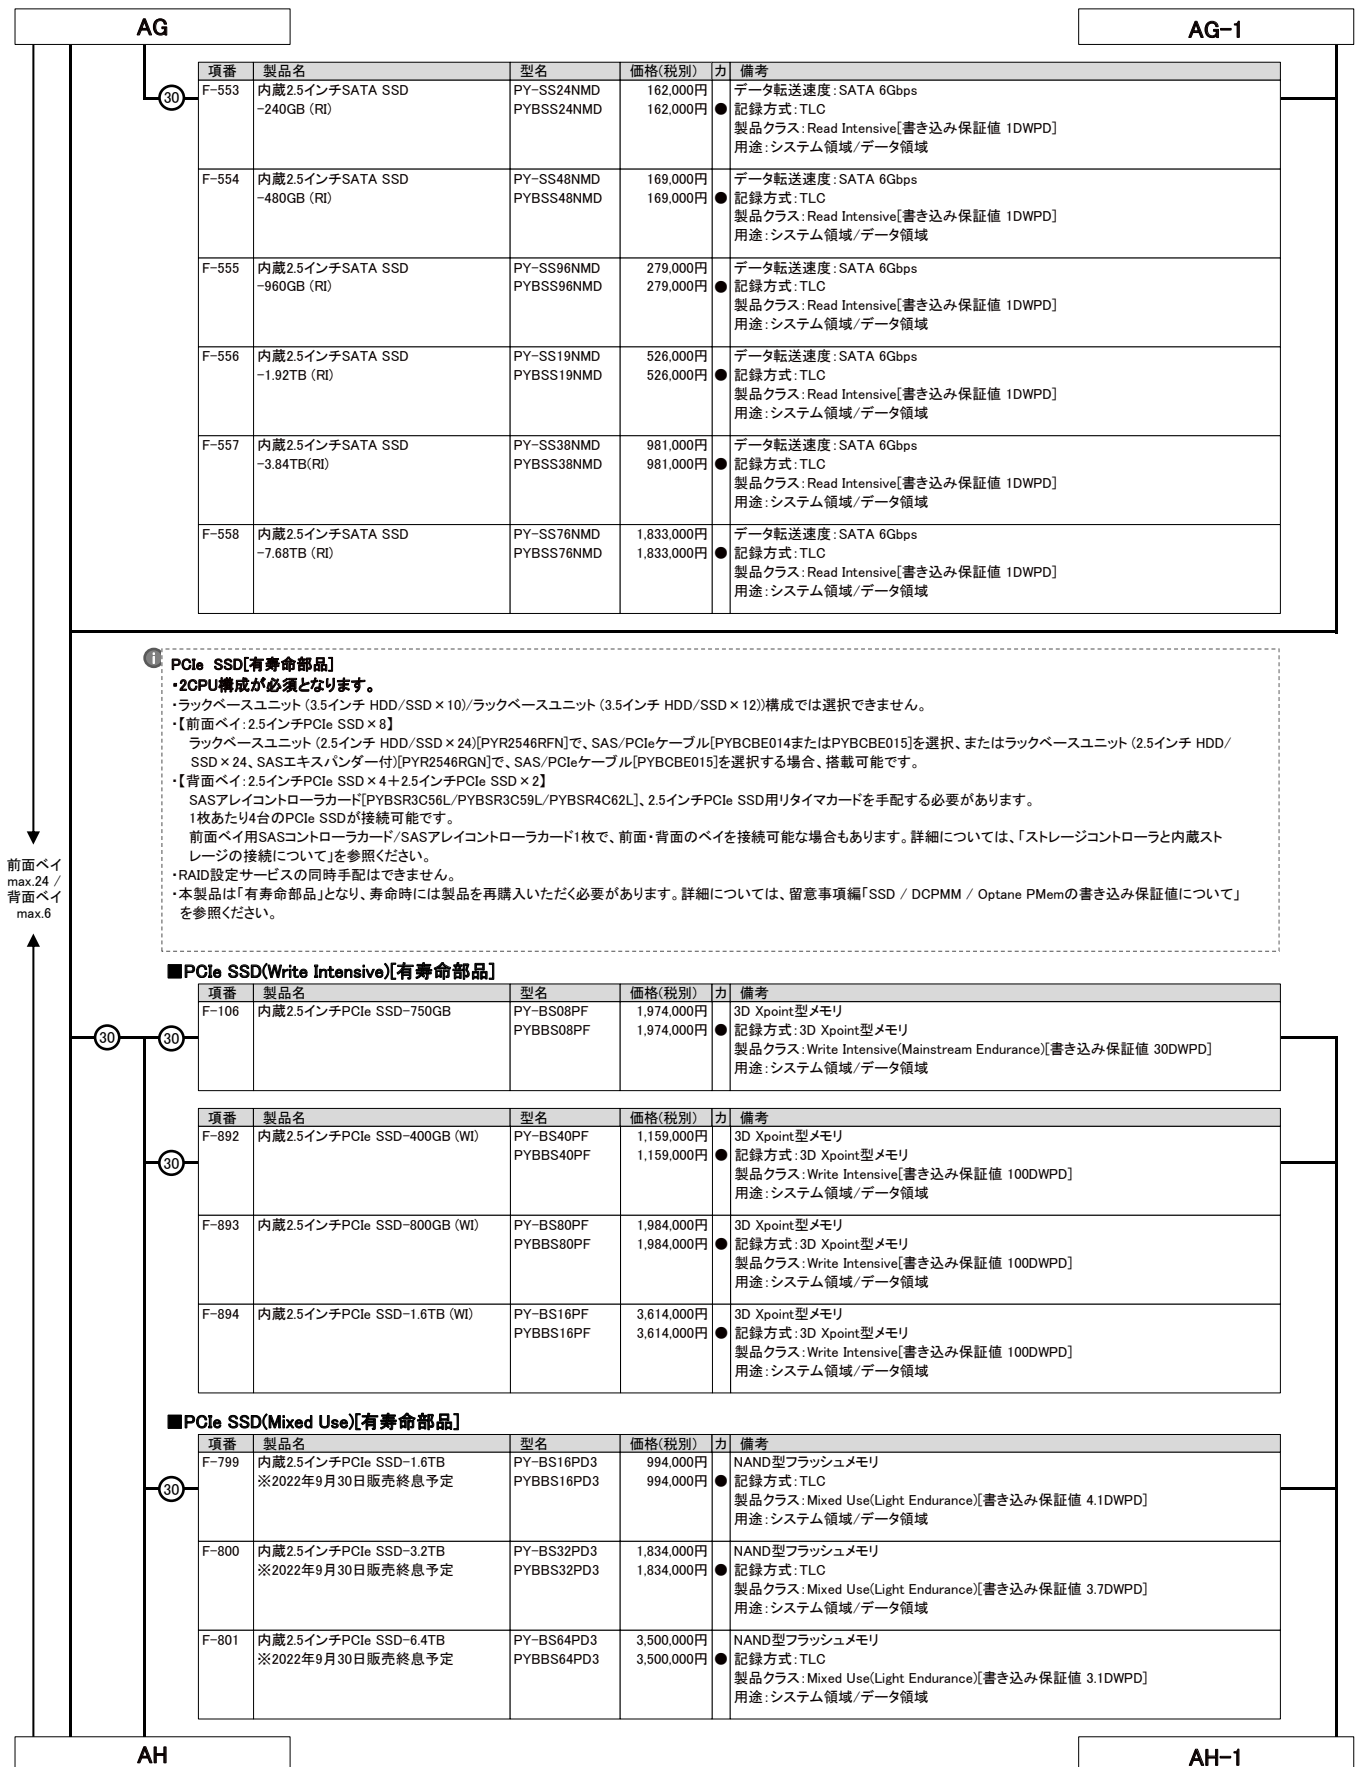 AG
AG-1
項番 製品名 型名 価格(税別) カ 備考
30
F-553 内蔵2.5インチSATA SSD PY-SS24NMD 162,000円 データ転送速度:SATA 6Gbps
-240GB (RI) PYBSS24NMD 162,000円 ● 記録方式:TLC
製品クラス:Read Intensive[書き込み保証値 1DWPD]
用途:システム領域/データ領域
F-554 内蔵2.5インチSATA SSD PY-SS48NMD 169,000円 データ転送速度:SATA 6Gbps
-480GB (RI) PYBSS48NMD 169,000円 ● 記録方式:TLC
製品クラス:Read Intensive[書き込み保証値 1DWPD]
用途:システム領域/データ領域
F-555 内蔵2.5インチSATA SSD PY-SS96NMD 279,000円 データ転送速度:SATA 6Gbps
-960GB (RI) PYBSS96NMD 279,000円 ● 記録方式:TLC
製品クラス:Read Intensive[書き込み保証値 1DWPD]
用途:システム領域/データ領域
F-556 内蔵2.5インチSATA SSD PY-SS19NMD 526,000円 データ転送速度:SATA 6Gbps
-1.92TB (RI) PYBSS19NMD 526,000円 ● 記録方式:TLC
製品クラス:Read Intensive[書き込み保証値 1DWPD]
用途:システム領域/データ領域
F-557 内蔵2.5インチSATA SSD PY-SS38NMD 981,000円 データ転送速度:SATA 6Gbps
-3.84TB(RI) PYBSS38NMD 981,000円 ● 記録方式:TLC
製品クラス:Read Intensive[書き込み保証値 1DWPD]
用途:システム領域/データ領域
F-558 内蔵2.5インチSATA SSD PY-SS76NMD 1,833,000円 データ転送速度:SATA 6Gbps
-7.68TB (RI) PYBSS76NMD 1,833,000円 ● 記録方式:TLC
製品クラス:Read Intensive[書き込み保証値 1DWPD]
用途:システム領域/データ領域
i
PCIe SSD[有寿命部品]
・2CPU構成が必須となります。
・ラックベースユニット (3.5インチ HDD/SSD×10)/ラックベースユニット (3.5インチ HDD/SSD×12))構成では選択できません。
・【前面ベイ:2.5インチPCIe SSD×8】
ラックベースユニット (2.5インチ HDD/SSD×24)[PYR2546RFN]で、SAS/PCIeケーブル[PYBCBE014またはPYBCBE015]を選択、またはラックベースユニット (2.5インチ HDD/
SSD×24、SASエキスパンダー付)[PYR2546RGN]で、SAS/PCIeケーブル[PYBCBE015]を選択する場合、搭載可能です。
・【背面ベイ:2.5インチPCIe SSD×4+2.5インチPCIe SSD×2】
SASアレイコントローラカード[PYBSR3C56L/PYBSR3C59L/PYBSR4C62L]、2.5インチPCIe SSD用リタイマカードを手配する必要があります。
1枚あたり4台のPCIe SSDが接続可能です。
前面ベイ用SASコントローラカード/SASアレイコントローラカード1枚で、前面・背面のベイを接続可能な場合もあります。詳細については、「ストレージコントローラと内蔵スト
レージの接続について」を参照ください。
・RAID設定サービスの同時手配はできません。
・本製品は「有寿命部品」となり、寿命時には製品を再購入いただく必要があります。詳細については、留意事項編「SSD / DCPMM / Optane PMemの書き込み保証値について」
を参照ください。
前面ベイ
max.24 /
背面ベイ
max.6
■PCIe SSD(Write Intensive)[有寿命部品]
項番 製品名 型名 価格(税別) カ 備考
30 30
F-106 内蔵2.5インチPCIe SSD-750GB PY-BS08PF 1,974,000円 3D Xpoint型メモリ
PYBBS08PF 1,974,000円 ● 記録方式:3D Xpoint型メモリ
製品クラス:Write Intensive(Mainstream Endurance)[書き込み保証値 30DWPD]
用途:システム領域/データ領域
項番 製品名 型名 価格(税別) カ 備考
30
F-892 内蔵2.5インチPCIe SSD-400GB (WI) PY-BS40PF 1,159,000円 3D Xpoint型メモリ
PYBBS40PF 1,159,000円 ● 記録方式:3D Xpoint型メモリ
製品クラス:Write Intensive[書き込み保証値 100DWPD]
用途:システム領域/データ領域
F-893 内蔵2.5インチPCIe SSD-800GB (WI) PY-BS80PF 1,984,000円 3D Xpoint型メモリ
PYBBS80PF 1,984,000円 ● 記録方式:3D Xpoint型メモリ
製品クラス:Write Intensive[書き込み保証値 100DWPD]
用途:システム領域/データ領域
F-894 内蔵2.5インチPCIe SSD-1.6TB (WI) PY-BS16PF 3,614,000円 3D Xpoint型メモリ
PYBBS16PF 3,614,000円 ● 記録方式:3D Xpoint型メモリ
製品クラス:Write Intensive[書き込み保証値 100DWPD]
用途:システム領域/データ領域
■PCIe SSD(Mixed Use)[有寿命部品]
項番 製品名 型名 価格(税別) カ 備考
30
F-799 内蔵2.5インチPCIe SSD-1.6TB PY-BS16PD3 994,000円 NAND型フラッシュメモリ
※2022年9月30日販売終息予定 PYBBS16PD3 994,000円 ● 記録方式:TLC
製品クラス:Mixed Use(Light Endurance)[書き込み保証値 4.1DWPD]
用途:システム領域/データ領域
F-800 内蔵2.5インチPCIe SSD-3.2TB PY-BS32PD3 1,834,000円 NAND型フラッシュメモリ
※2022年9月30日販売終息予定 PYBBS32PD3 1,834,000円 ● 記録方式:TLC
製品クラス:Mixed Use(Light Endurance)[書き込み保証値 3.7DWPD]
用途:システム領域/データ領域
F-801 内蔵2.5インチPCIe SSD-6.4TB PY-BS64PD3 3,500,000円 NAND型フラッシュメモリ
※2022年9月30日販売終息予定 PYBBS64PD3 3,500,000円 ● 記録方式:TLC
製品クラス:Mixed Use(Light Endurance)[書き込み保証値 3.1DWPD]
用途:システム領域/データ領域
AH
AH-1